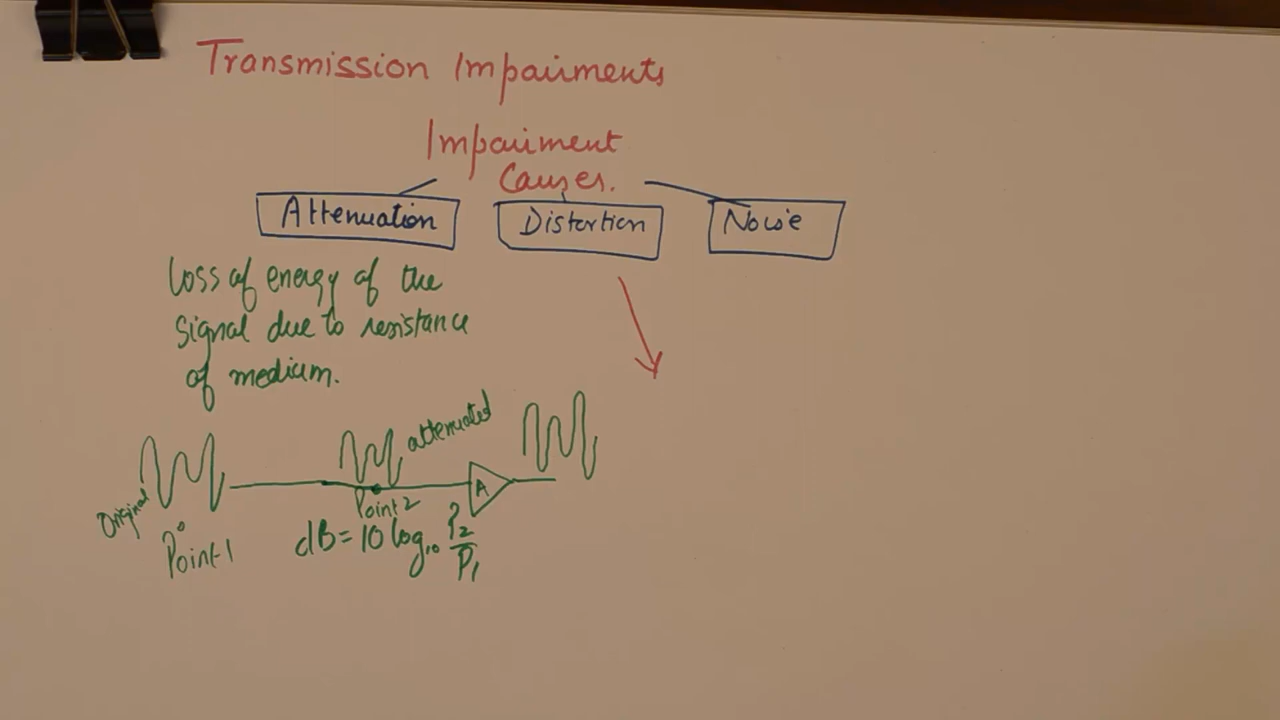 Transmission Impairments
Impairment
Causes.
Attenuation
Distortion
Noise
Loss of energy of the
signal due to resistance
of medium.
attenuated
Original
A
Point 2
Point 1
dB = 10 log₁₀ P₂/P₁